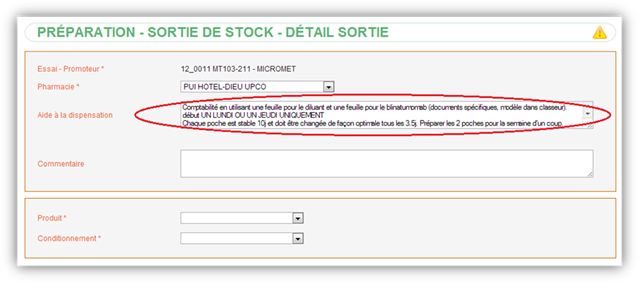 PRÉPARATION - SORTIE DE STOCK - DÉTAIL SORTIE
Essai - Promoteur * 12_0011 MT103-211 - MICROMET
Pharmacie * PUI HOTEL-DIEU UPCO
Aide à la dispensation
Comptabilité en utilisant une feuille pour le diluant et une feuille pour le blinatumomab (documents spécifiques, modèle dans classeur).
début UN LUNDI OU UN JEUDI UNIQUEMENT
Chaque poche est stable 10j et doit être changée de façon optimale tous les 3.5j. Préparer les 2 poches pour la semaine d'un coup.
Commentaire
Produit *
Conditionnement *